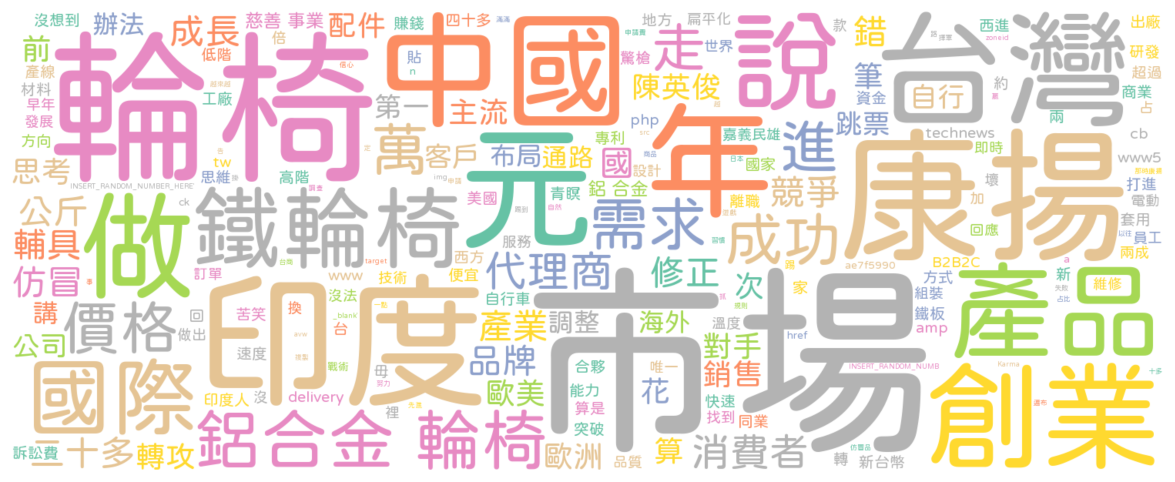 沒想到 辦法 成長 慈善 事業 配件 賺錢 四十多
地方 扁平化 款 錯 西進 出廠
前 低階 倍 貼 走 世界 說 台灣 研發
輪椅 中國
產線 材料 工廠 n 驚槍 陳英俊 筆 資金 自行 約 超過 商業
早年 發展 第一 主流 兩 占
方向 萬 客戶 php 年 嘉義民雄 跳票 technews cb
思考 tw 思維 高階 布局 通路 專利 國 國家 進 即時 www5
INSERT_RANDOM_NUMBER_HERE 元 設計 壞 打進
公斤 做 鐵輪椅 美國 青瞑 鋁 合金 離職 競爭 康揚 加 電動
輔具 ck 服務 需求 成功 回應 套用 員工
仿冒 訂單 西方 便宜 代理商 修正 ae7f5990 B2B2C 兩成
www 技術 target 次 家 方式 新 a 維修
講 價格 回 苦笑 換 沒法 _blank 自行車 組裝 產品
公司 做出 印度 台 產業 調整 海外 溫度 市場 href 鐵板 amp
速度 戰術 品牌 合夥 對手 唯一 INSERT_RANDOM_NUMB
國際 印度人 沒 delivery 毋 歐美 能力 花 銷售 Karma
裡 算是 快速 創業
訴訟費 二十多 轉攻 鋁合金 輪椅 突破 找到 同業
歐洲 品質 算 消費者 轉 新台幣